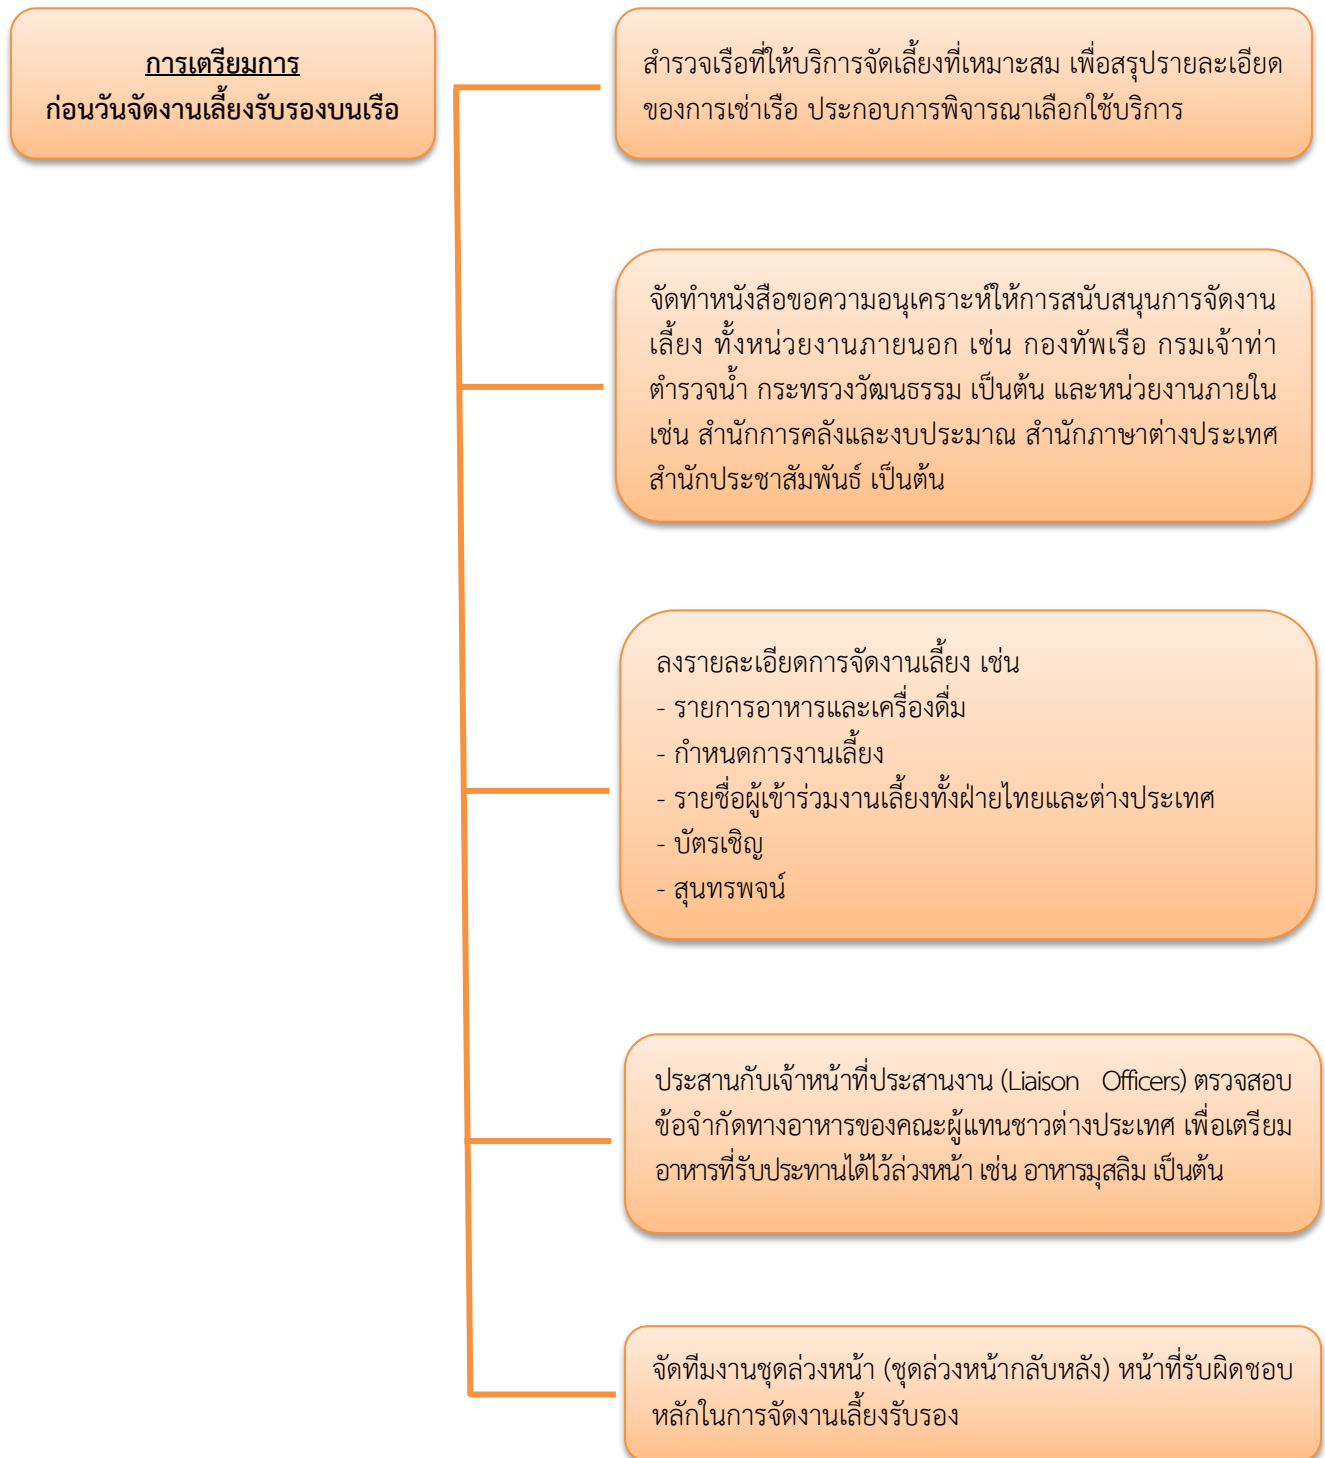 การเตรียมการ
ก่อนวันจัดงานเลี้ยงรับรองบนเรือ
สำรวจเรือที่ให้บริการจัดเลี้ยงที่เหมาะสม เพื่อสรุปรายละเอียด
ของการเช่าเรือ ประกอบการพิจารณาเลือกใช้บริการ
จัดทำหนังสือขอความอนุเคราะห์ให้การสนับสนุนการจัดงาน
เลี้ยง ทั้งหน่วยงานภายนอก เช่น กองทัพเรือ กรมเจ้าท่า
ตำรวจน้ำ กระทรวงวัฒนธรรม เป็นต้น และหน่วยงานภายใน
เช่น สำนักการคลังและงบประมาณ สำนักภาษาต่างประเทศ
สำนักประชาสัมพันธ์ เป็นต้น
ลงรายละเอียดการจัดงานเลี้ยง เช่น
- รายการอาหารและเครื่องดื่ม
- กำหนดการงานเลี้ยง
- รายชื่อผู้เข้าร่วมงานเลี้ยงทั้งฝ่ายไทยและต่างประเทศ
- บัตรเชิญ
- สุนทรพจน์
ประสานกับเจ้าหน้าที่ประสานงาน (Liaison Officers) ตรวจสอบ
ข้อจำกัดทางอาหารของคณะผู้แทนชาวต่างประเทศ เพื่อเตรียม
อาหารที่รับประทานได้ไว้ล่วงหน้า เช่น อาหารมุสลิม เป็นต้น
จัดทีมงานชุดล่วงหน้า (ชุดล่วงหน้ากลับหลัง) หน้าที่รับผิดชอบ
หลักในการจัดงานเลี้ยงรับรอง